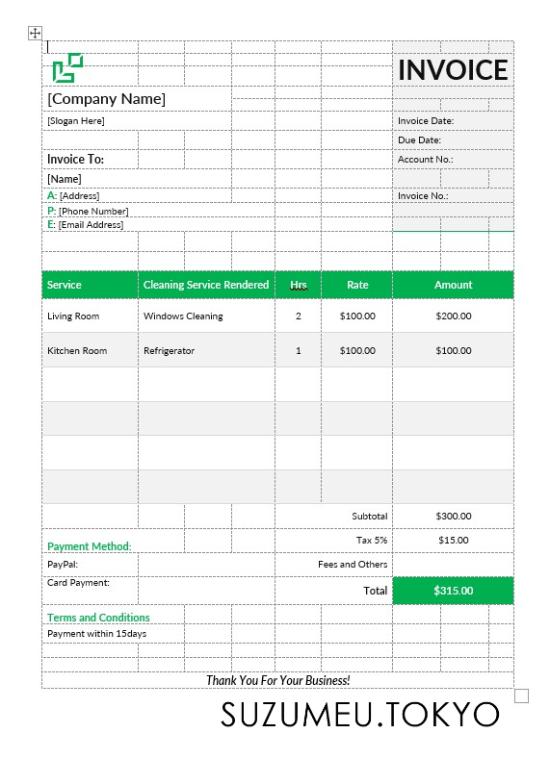 INVOICE
[Company Name]
[Slogan Here]
Invoice Date:
Due Date:
Invoice To:
Account No.:
[Name]
A: [Address]
Invoice No.:
P: [Phone Number]
E: [Email Address]
Service Cleaning Service Rendered Hrs Rate Amount
Living Room Windows Cleaning 2 $100.00 $200.00
Kitchen Room Refrigerator 1 $100.00 $100.00
Subtotal $300.00
Tax 5% $15.00
Payment Method:
PayPal: Fees and Others
Card Payment:
Total $315.00
Terms and Conditions
Payment within 15days
Thank You For Your Business!
SUZUMEU.TOKYO